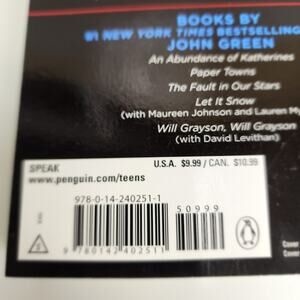 BOOKS BY
#1 NEW YORK TIMES BESTSELLING
JOHN GREEN
An Abundance of Katherines
Paper Towns
The Fault in Our Stars
Let It Snow
(with Maureen Johnson and Lauren My
Will Grayson, Will Grayson
(with David Levithan)
U.S.A. $9.99 / CAN. $10.99
SPEAK
www.penguin.com/teens
978-0-14-240251-1
50999
9 780142 402511
Cover
Cover